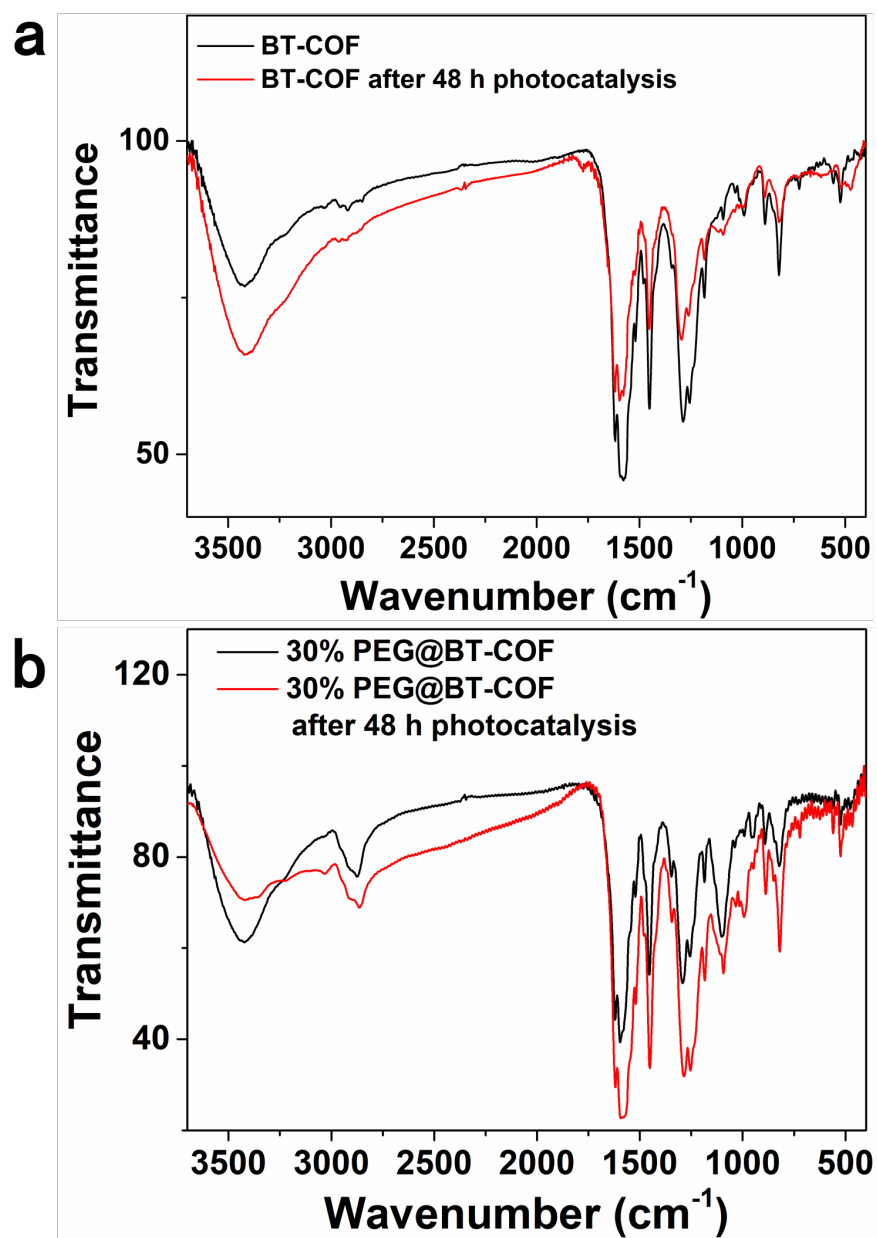 a
BT-COF
BT-COF after 48 h photocatalysis
100
50
Transmittance
3500 3000 2500 2000 1500 1000 500
Wavenumber (cm⁻¹)
b
30% PEG@BT-COF
30% PEG@BT-COF
after 48 h photocatalysis
120
80
40
Transmittance
3500 3000 2500 2000 1500 1000 500
Wavenumber (cm⁻¹)